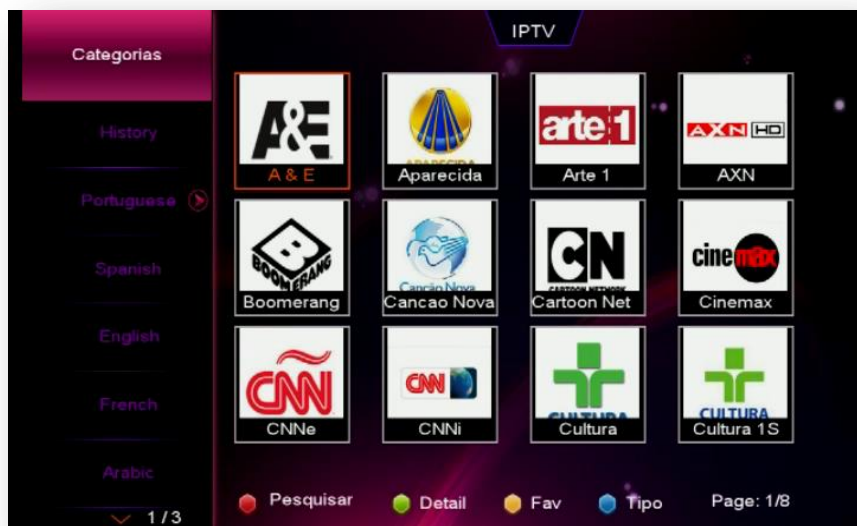 Categorias
IPTV
History
Portuguese
Spanish
English
French
Arabic
1/3
A&E
APARECIDA
arte 1
AXN HD
A & E
Aparecida
Arte 1
AXN
BOOMERANG
Canção Nova
CN
CARTOON NETWORK
cinemax
Boomerang
Cancao Nova
Cartoon Net
Cinemax
CNN
CNN
CULTURA
CULTURA
CNNe
CNNi
Cultura
Cultura 1S
Pesquisar
Detail
Fav
Tipo
Page: 1/8